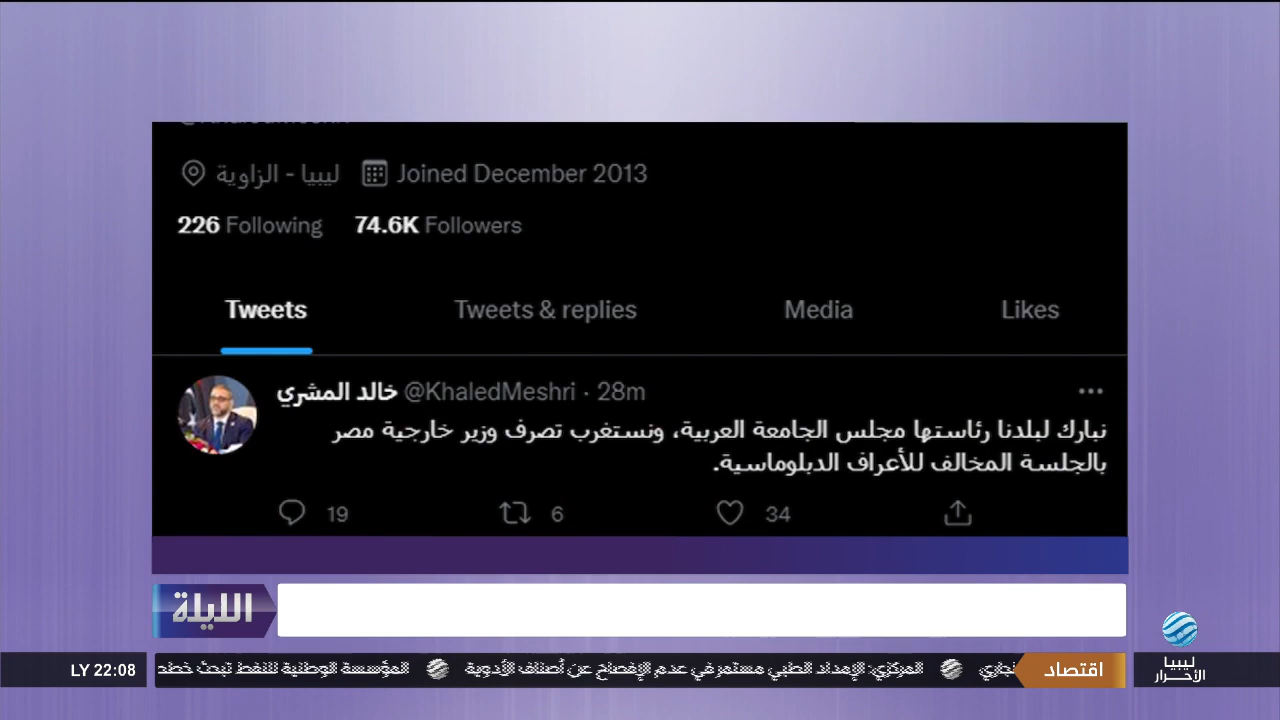 ليبيا - الزاوية Joined December 2013
226 Following 74.6K Followers
Tweets Tweets & replies Media Likes
خالد المشري @KhaledMeshri · 28m
نبارك لبلدنا رئاستها مجلس الجامعة العربية، ونستغرب تصرف وزير خارجية مصر
بالجلسة المخالف للأعراف الدبلوماسية.
19 6 34
الليلة
ليبيا
الأحرار
اقتصاد
المركزي: الإمداد الطبي مستمر في عدم الإفصاح عن أصناف الأدوية
المؤسسة الوطنية للنفط تبحث خطط
LY 22:08